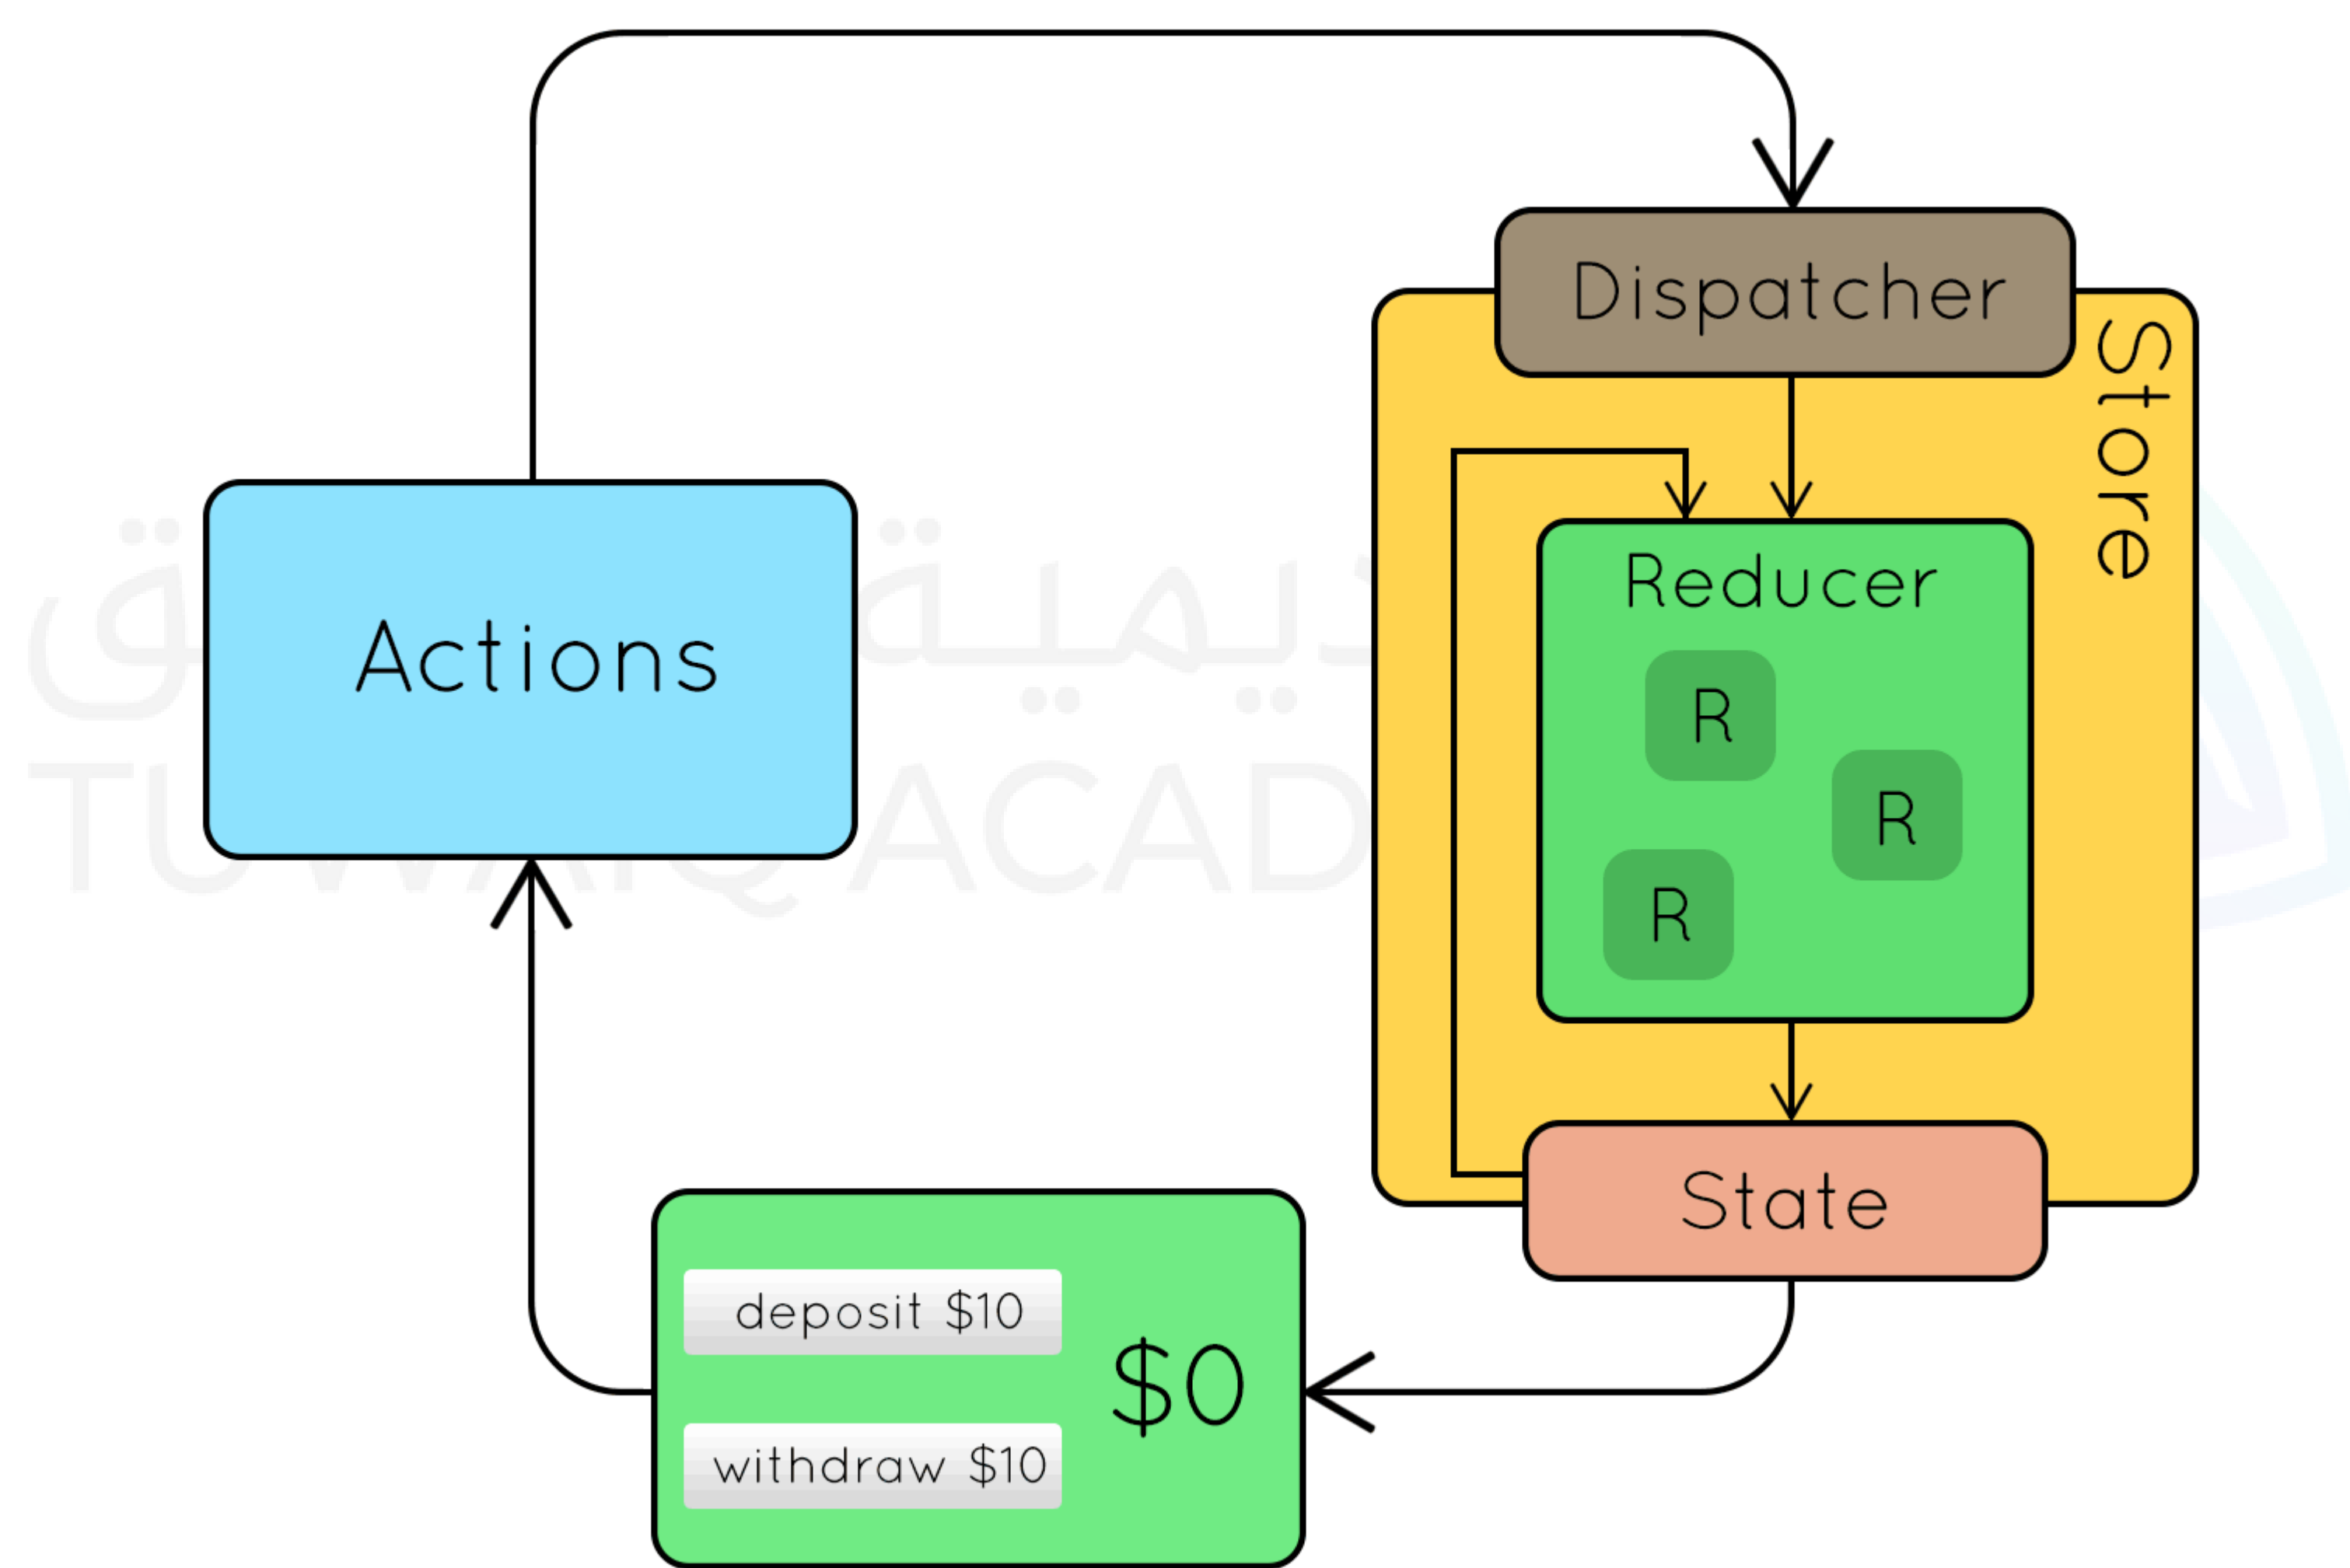 Dispatcher
Store
Reducer
R
R
R
Actions
State
deposit $10
$0
withdraw $10